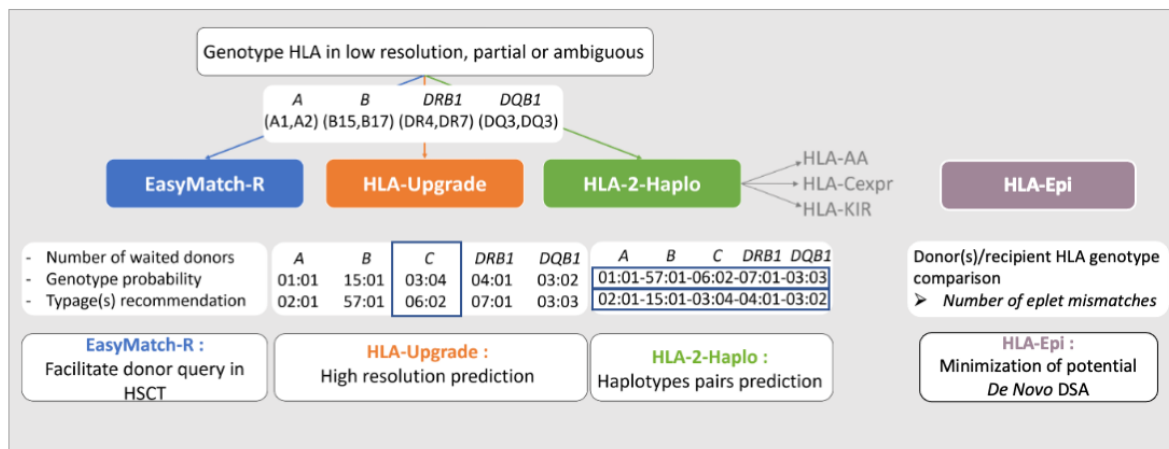 Genotype HLA in low resolution, partial or ambiguous
A B DRB1 DQB1
(A1,A2) (B15,B17) (DR4,DR7) (DQ3,DQ3)
EasyMatch-R
HLA-Upgrade
HLA-2-Haplo
HLA-AA
HLA-Cexpr
HLA-KIR
HLA-Epi
- Number of waited donors
- Genotype probability
- Typage(s) recommendation
A B C DRB1 DQB1
01:01 15:01 03:04 04:01 03:02
02:01 57:01 06:02 07:01 03:03
A B C DRB1 DQB1
01:01-57:01-06:02-07:01-03:03
02:01-15:01-03:04-04:01-03:02
Donor(s)/recipient HLA genotype
comparison
➢ Number of eplet mismatches
EasyMatch-R :
Facilitate donor query in
HSCT
HLA-Upgrade :
High resolution prediction
HLA-2-Haplo :
Haplotypes pairs prediction
HLA-Epi :
Minimization of potential
De Novo DSA